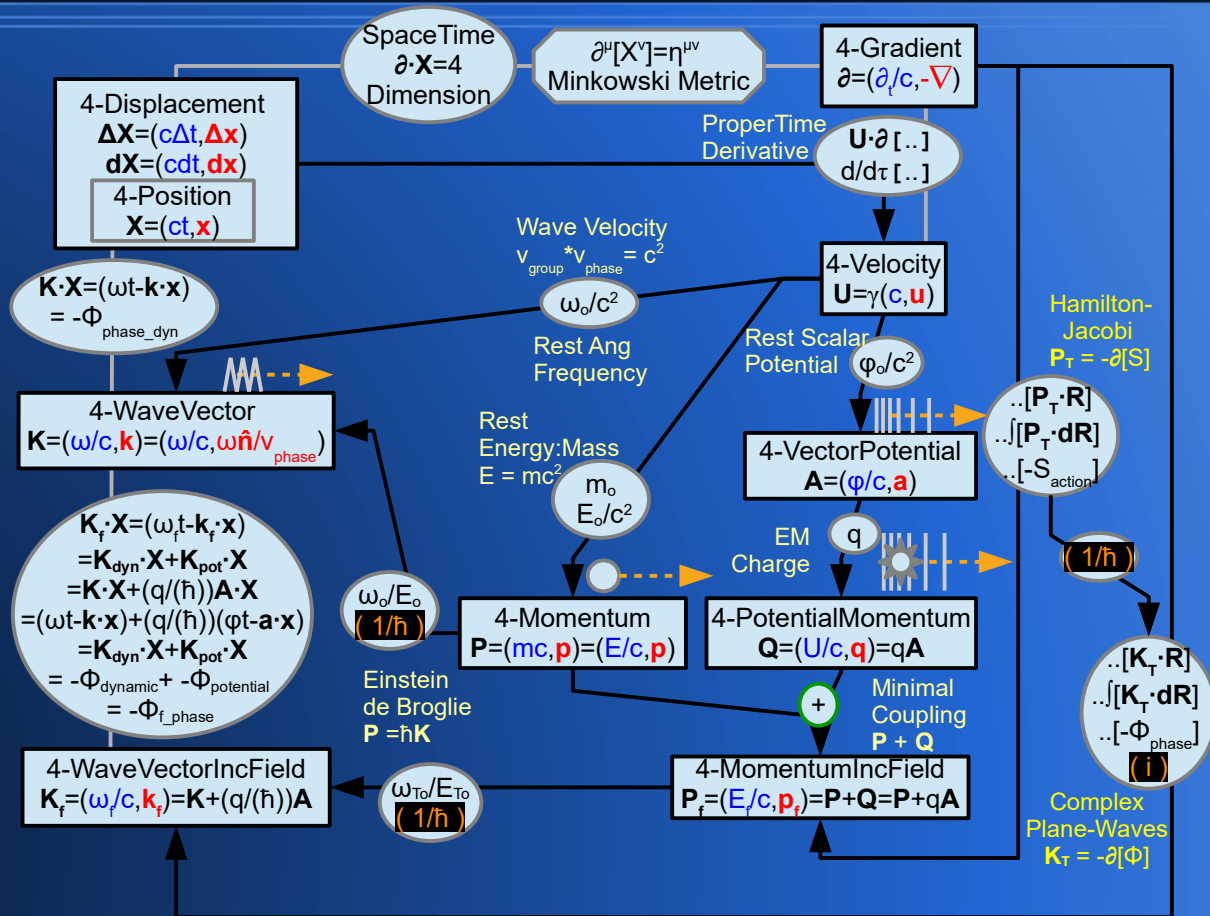 SpaceTime
∂·X=4
Dimension
∂^μ[X^ν]=η^μν
Minkowski Metric
4-Gradient
∂=(∂_t/c,-∇)
4-Displacement
ΔX=(cΔt,Δx)
dX=(cdt,dx)
4-Position
X=(ct,x)
ProperTime
Derivative
U·∂[..]
d/dτ[..]
Wave Velocity
v_group*v_phase = c²
4-Velocity
U=γ(c,u)
K·X=(ωt-k·x)
= -Φ_phase_dyn
ω_o/c²
Rest Ang
Frequency
Rest Scalar
Potential
φ_o/c²
Hamilton-
Jacobi
P_T = -∂[S]
4-WaveVector
K=(ω/c,k)=(ω/c,ωn̂/v_phase)
Rest
Energy:Mass
E = mc²
m_o
E_o/c²
4-VectorPotential
A=(φ/c,a)
..[P_T·R]
..∫[P_T·dR]
..[-S_action]
EM
Charge
q
(1/ħ)
K_f·X=(ω_ft-k_f·x)
=K_dyn·X+K_pot·X
=K·X+(q/(ħ))A·X
=(ωt-k·x)+(q/(ħ))(φt-a·x)
=K_dyn·X+K_pot·X
= -Φ_dynamic+ -Φ_potential
= -Φ_f_phase
ω_o/E_o
(1/ħ)
4-Momentum
P=(mc,p)=(E/c,p)
4-PotentialMomentum
Q=(U/c,q)=qA
Einstein
de Broglie
P =ħK
+
Minimal
Coupling
P + Q
..[K_T·R]
..∫[K_T·dR]
..[-Φ_phase]
(i)
4-WaveVectorIncField
K_f=(ω_f/c,k_f)=K+(q/(ħ))A
ω_To/E_To
(1/ħ)
4-MomentumIncField
P_f=(E_f/c,p_f)=P+Q=P+qA
Complex
Plane-Waves
K_T = -∂[Φ]